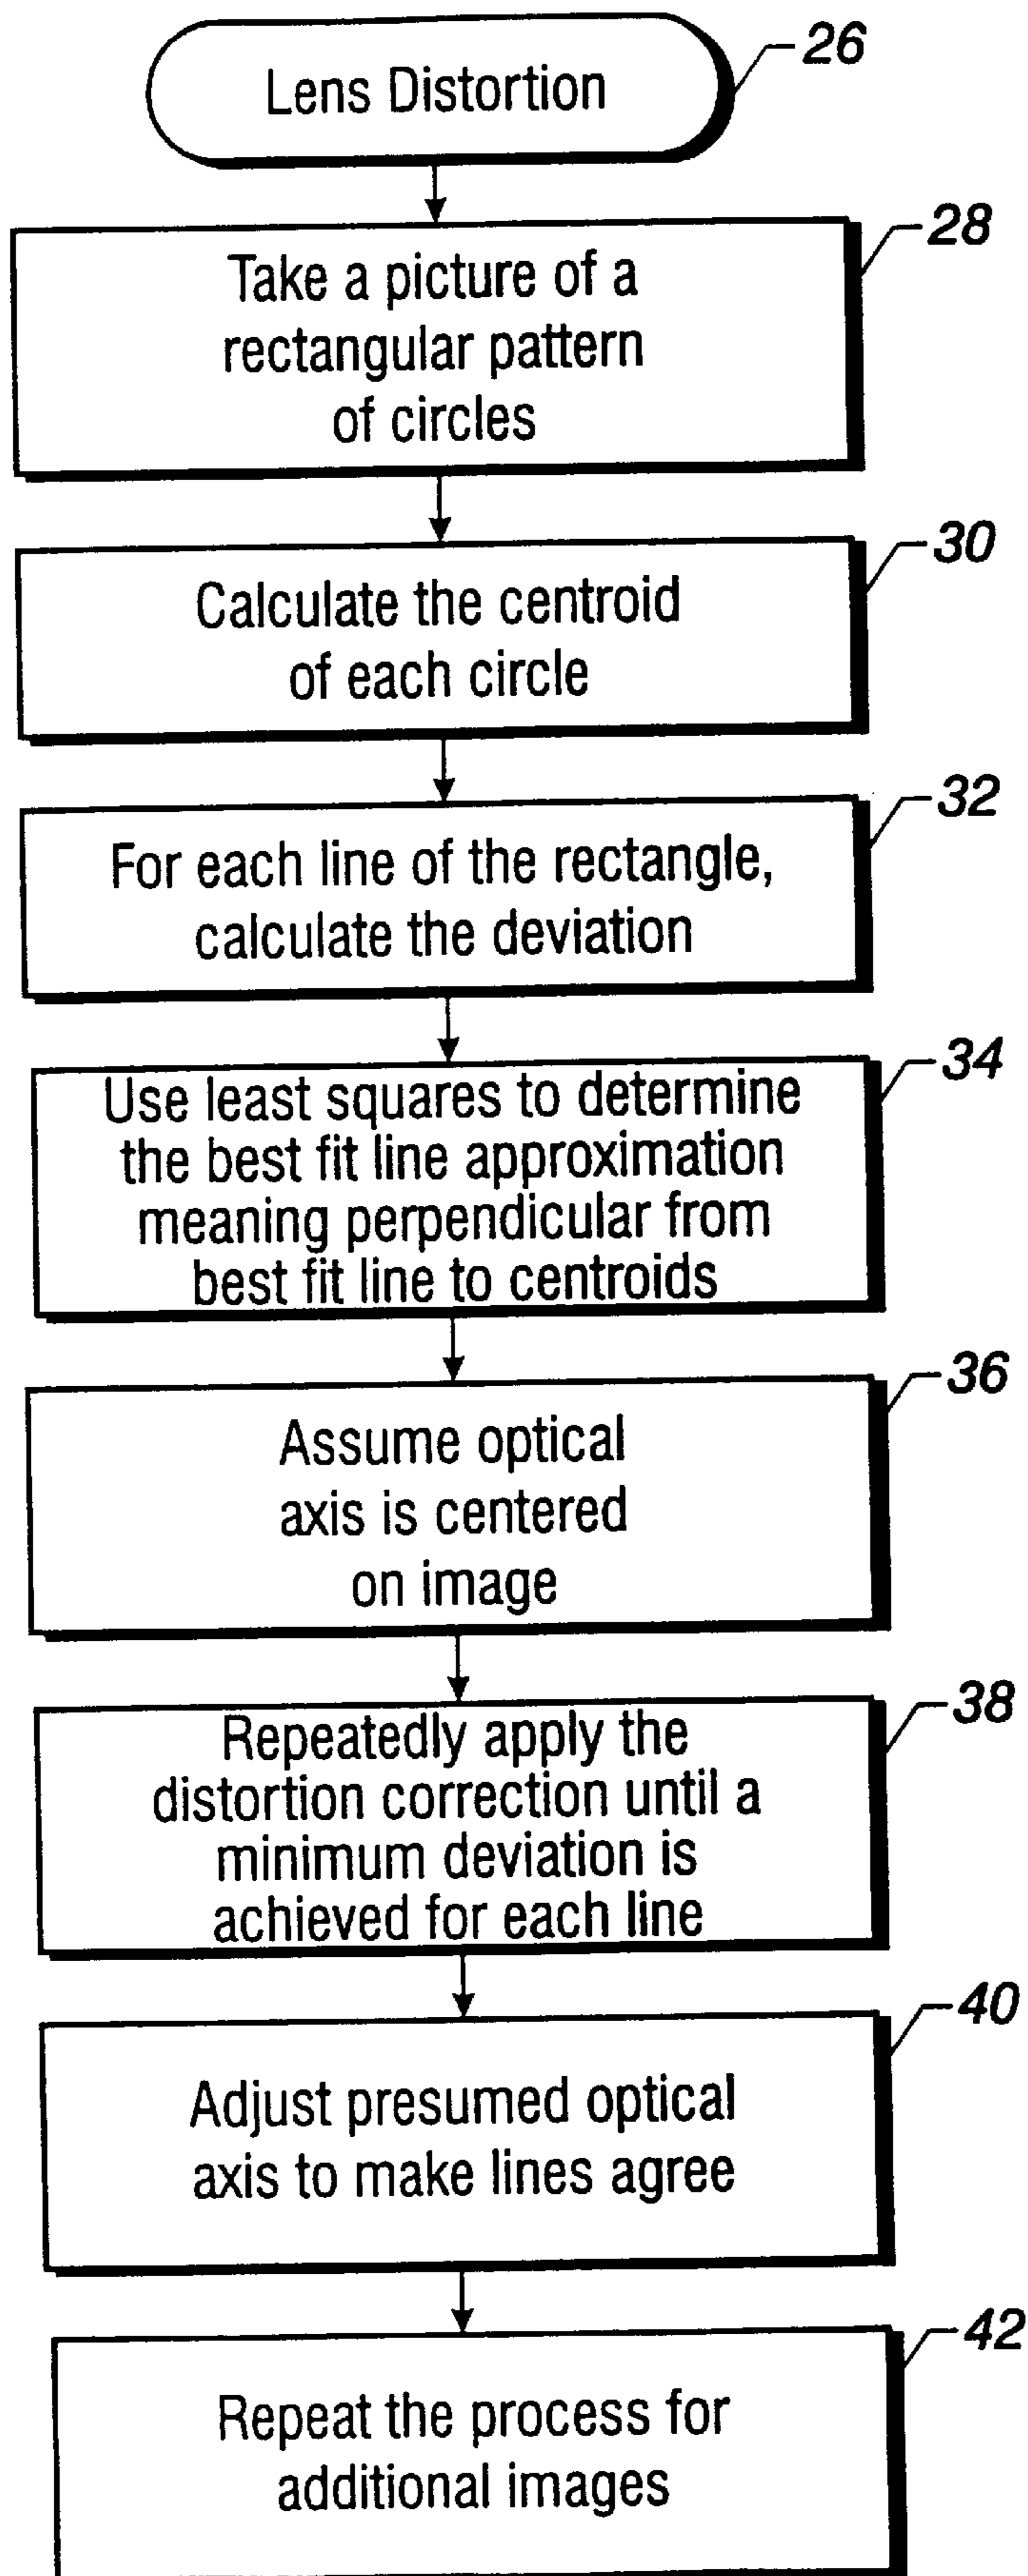 Lens Distortion
26
Take a picture of a
rectangular pattern
of circles
28
Calculate the centroid
of each circle
30
For each line of the rectangle,
calculate the deviation
32
Use least squares to determine
the best fit line approximation
meaning perpendicular from
best fit line to centroids
34
Assume optical
axis is centered
on image
36
Repeatedly apply the
distortion correction until a
minimum deviation is
achieved for each line
38
Adjust presumed optical
axis to make lines agree
40
Repeat the process for
additional images
42